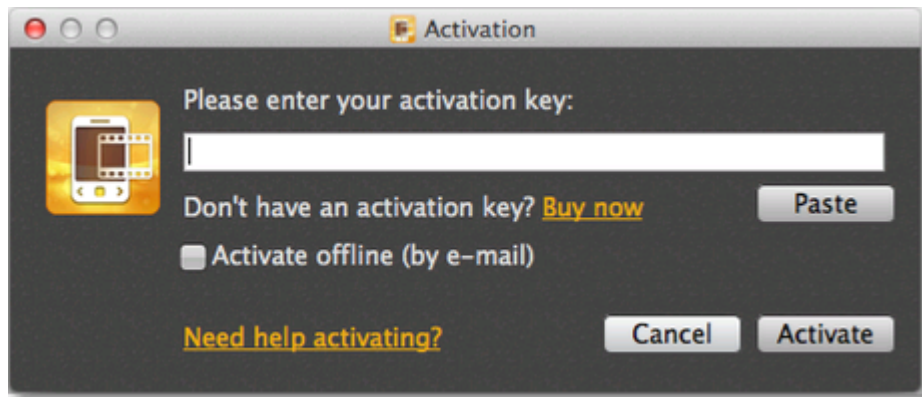 Activation
Please enter your activation key:
Don't have an activation key? Buy now
Paste
Activate offline (by e-mail)
Need help activating?
Cancel
Activate